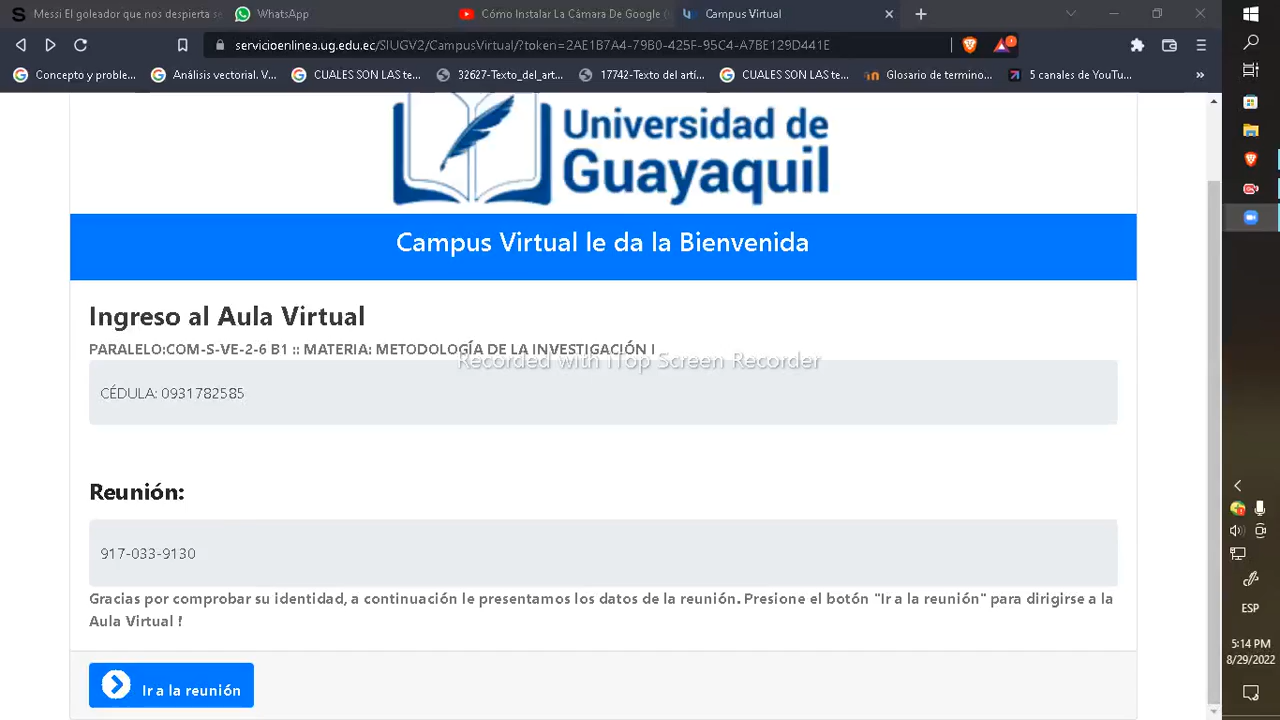 Messi El goleador que nos despierta se
WhatsApp
Cómo Instalar La Cámara De Google (
Campus Virtual
servicioenlinea.ug.edu.ec/SIUGV2/CampusVirtual/?token=2AE1B7A4-79B0-425F-95C4-A7BE129D441E
Concepto y proble...
Análisis vectorial. V...
CUALES SON LAS te...
32627-Texto_del_art...
17742-Texto del artí...
CUALES SON LAS te...
Glosario de termino...
5 canales de YouTu...
Universidad de
Guayaquil
Campus Virtual le da la Bienvenida
Ingreso al Aula Virtual
PARALELO:COM-S-VE-2-6 B1 :: MATERIA: METODOLOGÍA DE LA INVESTIGACIÓN I
Recorded with iTop Screen Recorder
CÉDULA: 0931782585
Reunión:
917-033-9130
Gracias por comprobar su identidad, a continuación le presentamos los datos de la reunión. Presione el botón "Ir a la reunión" para dirigirse a la
Aula Virtual !
Ir a la reunión
ESP
5:14 PM
8/29/2022